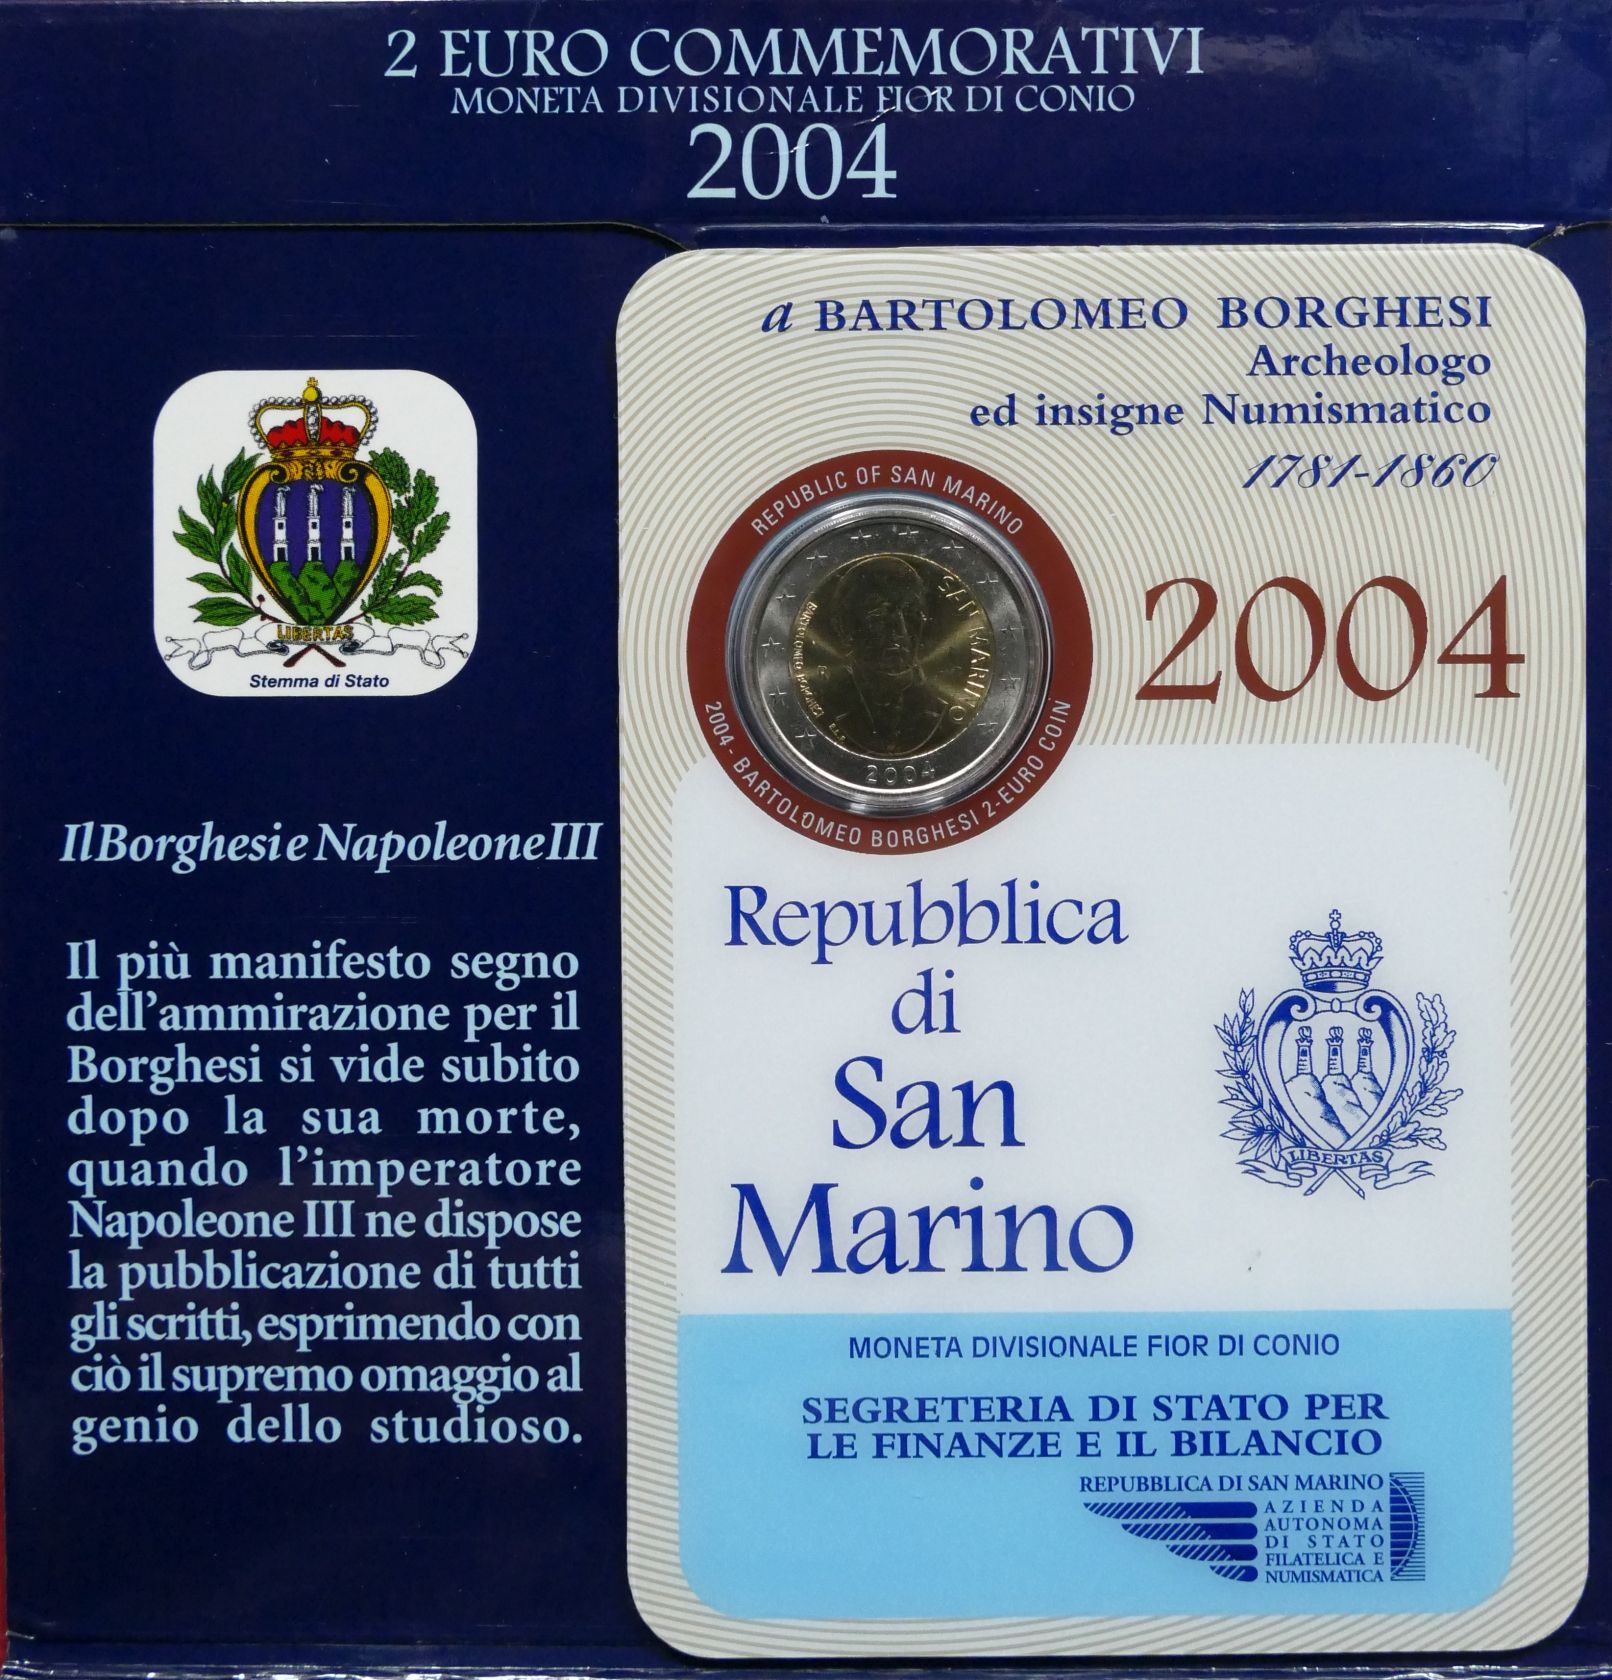 2 EURO COMMEMORATIVI
MONETA DIVISIONALE FIOR DI CONIO
2004
LIBERTAS
Stemma di Stato
Il Borghesi e Napoleone III
Il più manifesto segno
dell'ammirazione per il
Borghesi si vide subito
dopo la sua morte,
quando l'imperatore
Napoleone III ne dispose
la pubblicazione di tutti
gli scritti, esprimendo con
ciò il supremo omaggio al
genio dello studioso.
a BARTOLOMEO BORGHESI
Archeologo
ed insigne Numismatico
1781-1860
REPUBLIC OF SAN MARINO
2004 - BARTOLOMEO BORGHESI 2-EURO COIN
SAN MARINO
BARTOLOMEO BORGHESI
2004
2004
Repubblica
di
San
Marino
LIBERTAS
MONETA DIVISIONALE FIOR DI CONIO
SEGRETERIA DI STATO PER
LE FINANZE E IL BILANCIO
REPUBBLICA DI SAN MARINO
AZIENDA
AUTONOMA
DI STATO
FILATELICA E
NUMISMATICA